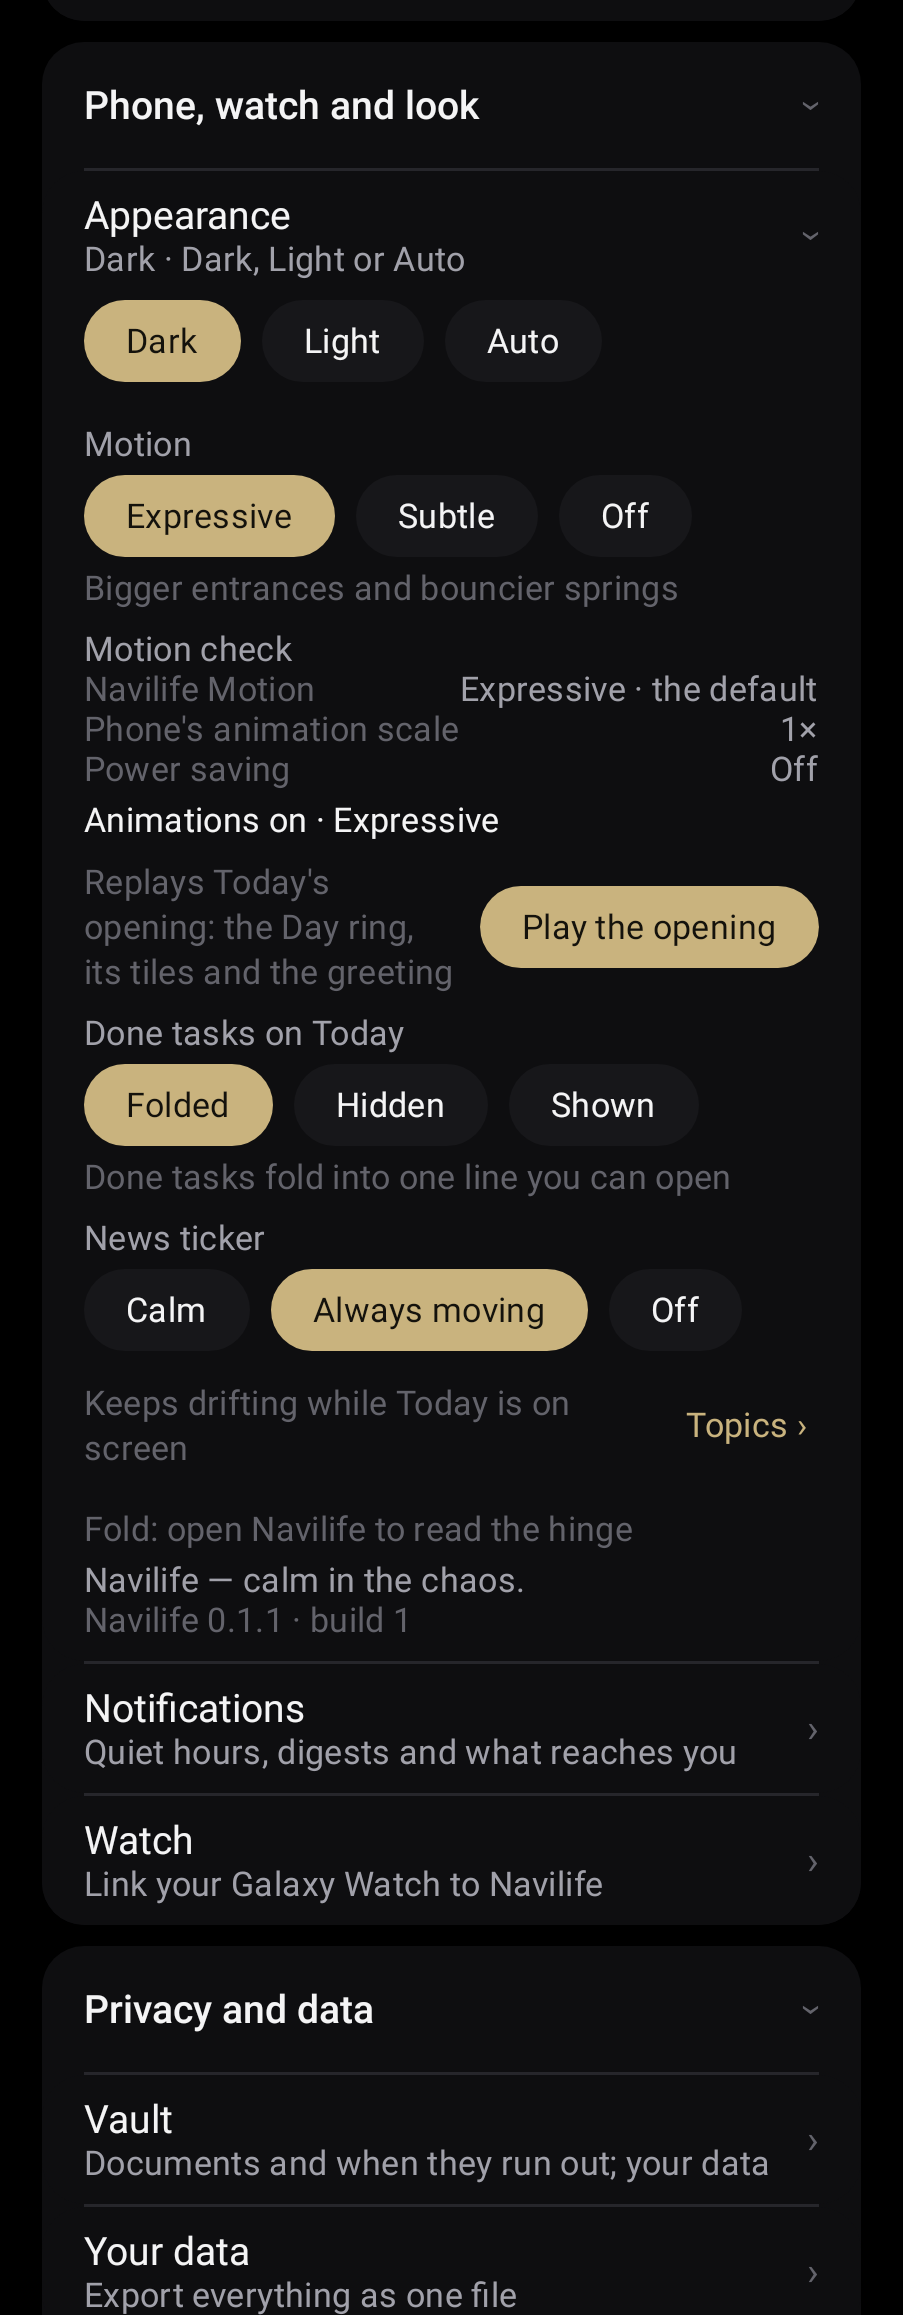 Phone, watch and look
Appearance
Dark · Dark, Light or Auto
Dark Light Auto
Motion
Expressive Subtle Off
Bigger entrances and bouncier springs
Motion check
Navilife Motion Expressive · the default
Phone's animation scale 1×
Power saving Off
Animations on · Expressive
Replays Today's
opening: the Day ring,
its tiles and the greeting
Play the opening
Done tasks on Today
Folded Hidden Shown
Done tasks fold into one line you can open
News ticker
Calm Always moving Off
Keeps drifting while Today is on
screen
Topics ›
Fold: open Navilife to read the hinge
Navilife — calm in the chaos.
Navilife 0.1.1 · build 1
Notifications
Quiet hours, digests and what reaches you
Watch
Link your Galaxy Watch to Navilife
Privacy and data
Vault
Documents and when they run out; your data
Your data
Export everything as one file